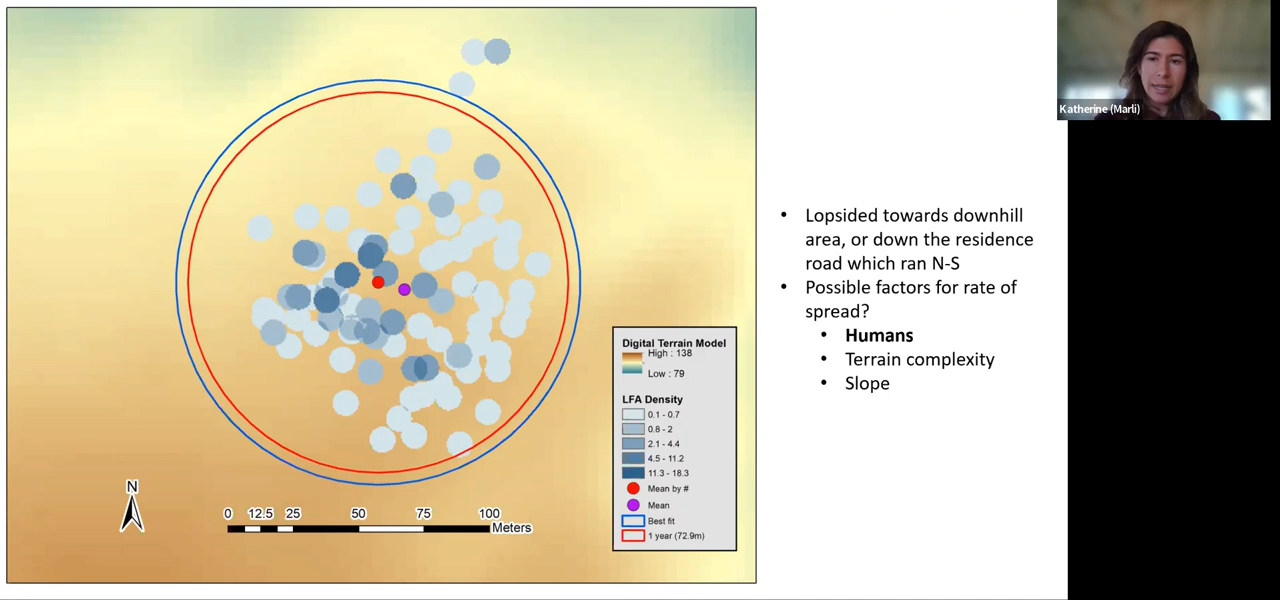 N
0 12.5 25 50 75 100
Meters
Digital Terrain Model
High : 138
Low : 79
LFA Density
0.1 - 0.7
0.8 - 2
2.1 - 4.4
4.5 - 11.2
11.3 - 18.3
Mean by #
Mean
Best fit
1 year (72.9m)
• Lopsided towards downhill
area, or down the residence
road which ran N-S
• Possible factors for rate of
spread?
• Humans
• Terrain complexity
• Slope
Katherine (Marli)